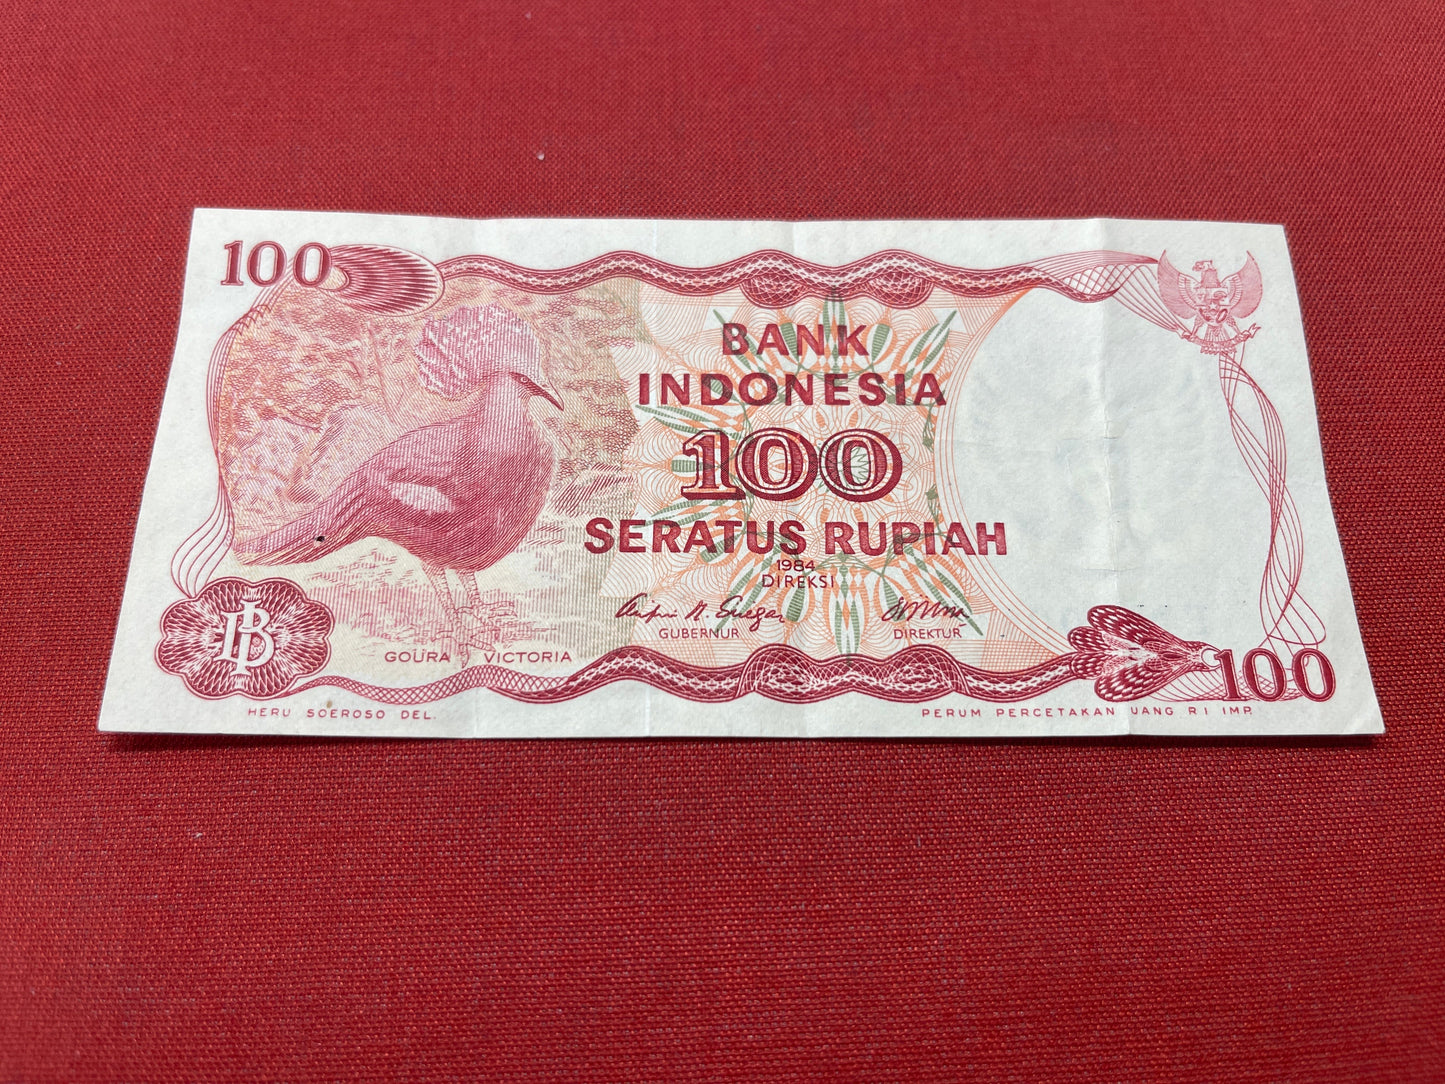 100
BANK
INDONESIA
100
SERATUS RUPIAH
1984
DIREKSI
GUBERNUR
DIREKTUR
GOURA VICTORIA
100
HERU SOEROSO DEL.
PERUM PERCETAKAN UANG RI IMP.